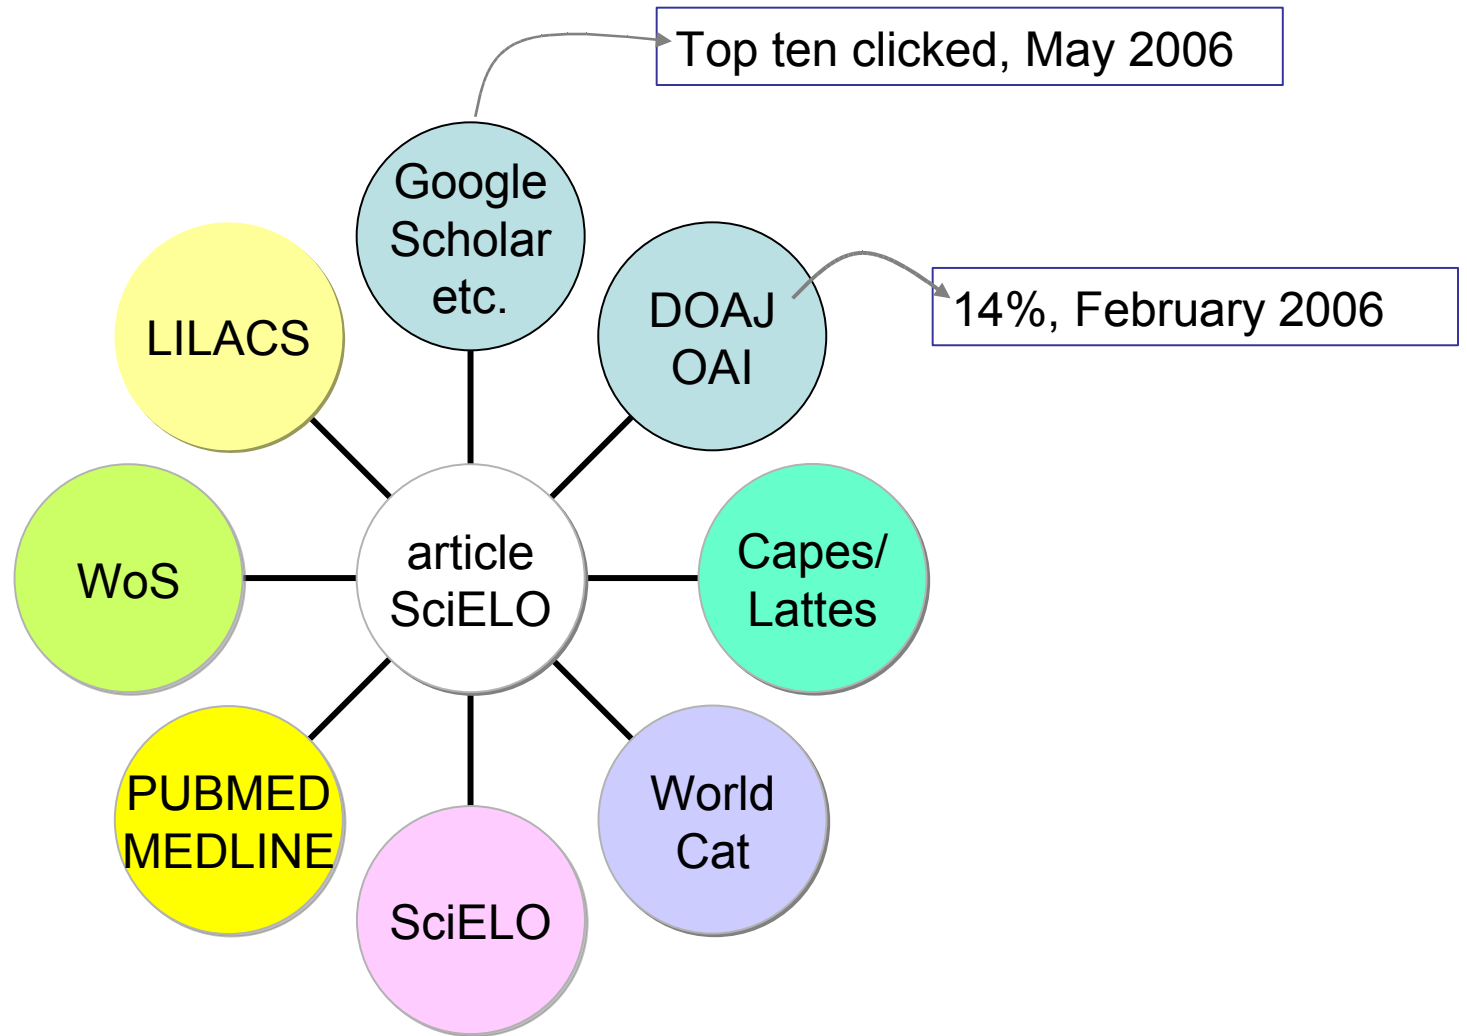 Top ten clicked, May 2006
Google
Scholar
etc.
DOAJ
OAI
14%, February 2006
LILACS
WoS
article
SciELO
Capes/
Lattes
PUBMED
MEDLINE
World
Cat
SciELO